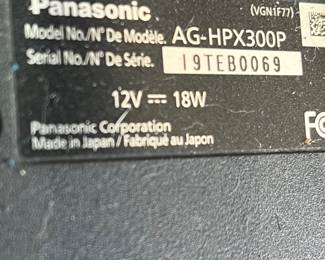 Panasonic (VGN1F77)
Model No./N° De Modèle. AG-HPX300P
Serial No./N° De Série. I9TEB0069
12V ⎓ 18W
Panasonic Corporation
Made in Japan / Fabriqué au Japon
FC